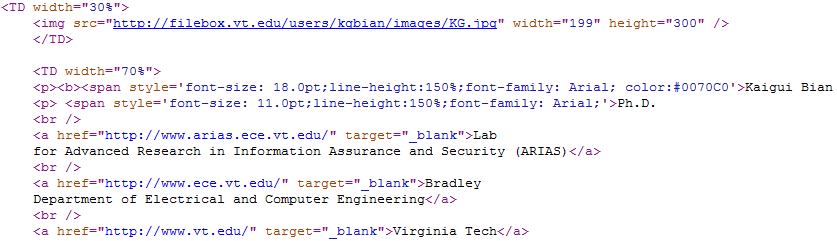 <TD width="30%">
<img src="http://filebox.vt.edu/users/kgbian/images/KG.jpg" width="199" height="300" />
</TD>
<TD width="70%">
<p><b><span style='font-size: 18.0pt;line-height:150%;font-family: Arial; color:#0070C0'>Kaigui Bian
<p> <span style='font-size: 11.0pt;line-height:150%;font-family: Arial;'>Ph.D.
<br />
<a href="http://www.arias.ece.vt.edu/" target="_blank">Lab
for Advanced Research in Information Assurance and Security (ARIAS)</a>
<br />
<a href="http://www.ece.vt.edu/" target="_blank">Bradley
Department of Electrical and Computer Engineering</a>
<br />
<a href="http://www.vt.edu/" target="_blank">Virginia Tech</a>